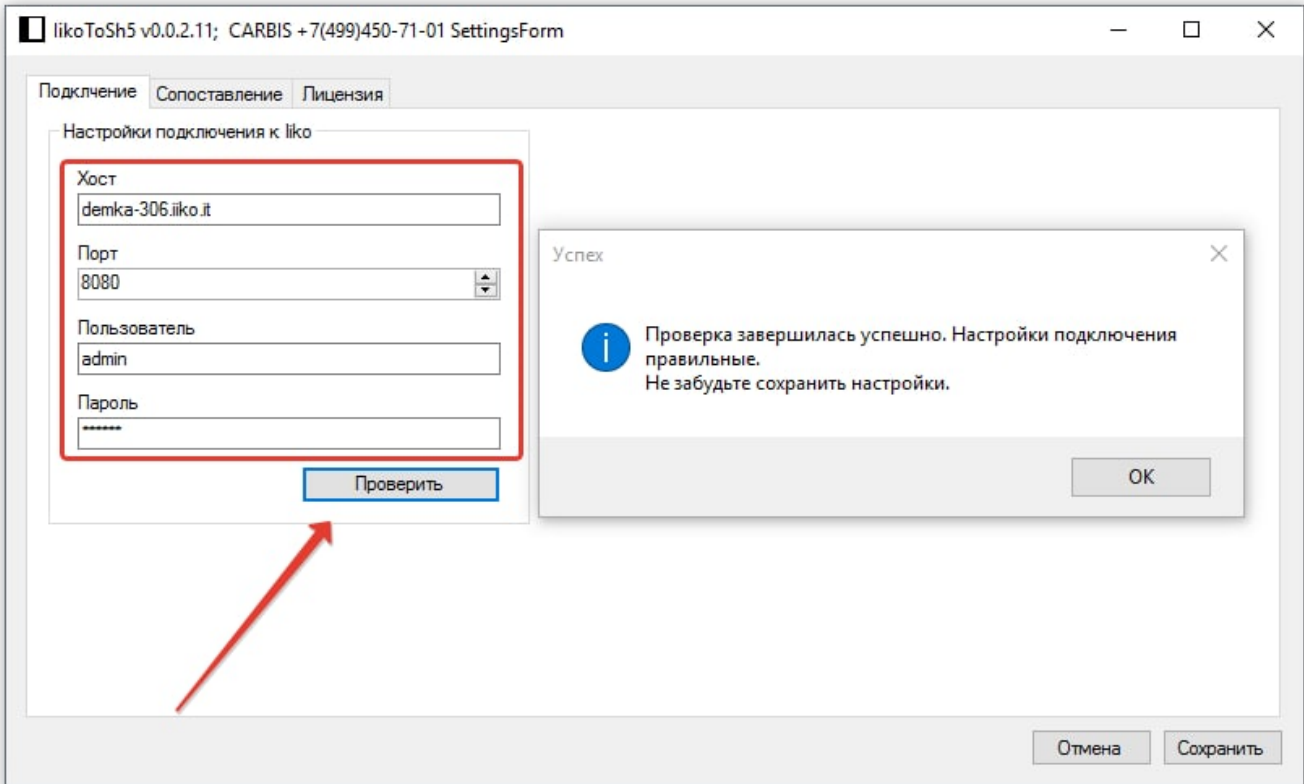 IikoToSh5 v0.0.2.11; CARBIS +7(499)450-71-01 SettingsForm
Подклчение Сопоставление Лицензия
Настройки подключения к Iiko
Хост
demka-306.iiko.it
Порт
8080
Пользователь
admin
Пароль
******
Проверить
Успех
Проверка завершилась успешно. Настройки подключения
правильные.
Не забудьте сохранить настройки.
OK
Отмена Сохранить